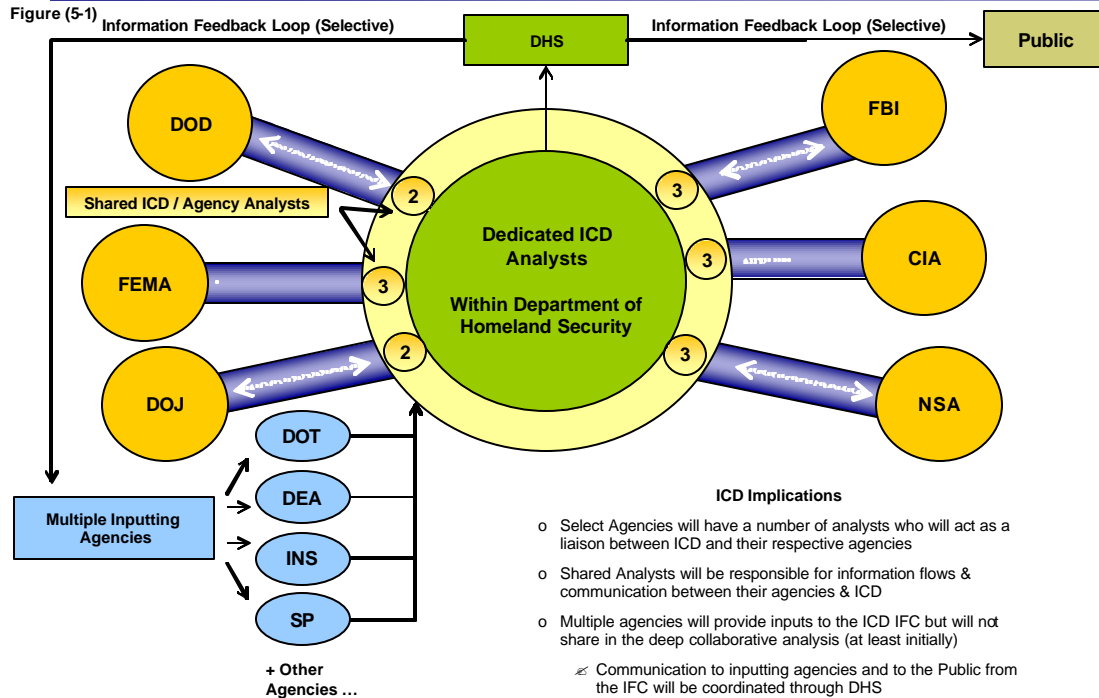 Figure (5-1)
Information Feedback Loop (Selective)
DHS
Information Feedback Loop (Selective)
Public
DOD
FBI
2
3
Shared ICD / Agency Analysts
Dedicated ICD
Analysts
Within Department of
Homeland Security
FEMA
3
3
CIA
DOJ
2
3
NSA
DOT
DEA
INS
SP
Multiple Inputting
Agencies
+ Other
Agencies …
ICD Implications
o Select Agencies will have a number of analysts who will act as a
liaison between ICD and their respective agencies
o Shared Analysts will be responsible for information flows &
communication between their agencies & ICD
o Multiple agencies will provide inputs to the ICD IFC but will not
share in the deep collaborative analysis (at least initially)
Communication to inputting agencies and to the Public from
the IFC will be coordinated through DHS